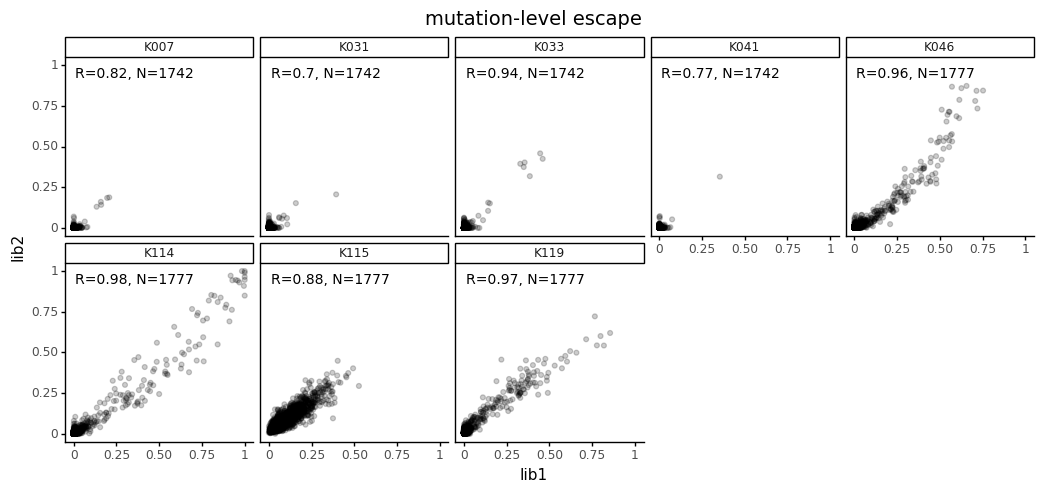 mutation-level escape
K007 K031 K033 K041 K046
R=0.82, N=1742 R=0.7, N=1742 R=0.94, N=1742 R=0.77, N=1742 R=0.96, N=1777
1
0.75
0.50
0.25
0
0 0.25 0.50 0.75 1 0 0.25 0.50 0.75 1
lib2
K114 K115 K119
R=0.98, N=1777 R=0.88, N=1777 R=0.97, N=1777
1
0.75
0.50
0.25
0
0 0.25 0.50 0.75 1 0 0.25 0.50 0.75 1 0 0.25 0.50 0.75 1
lib1